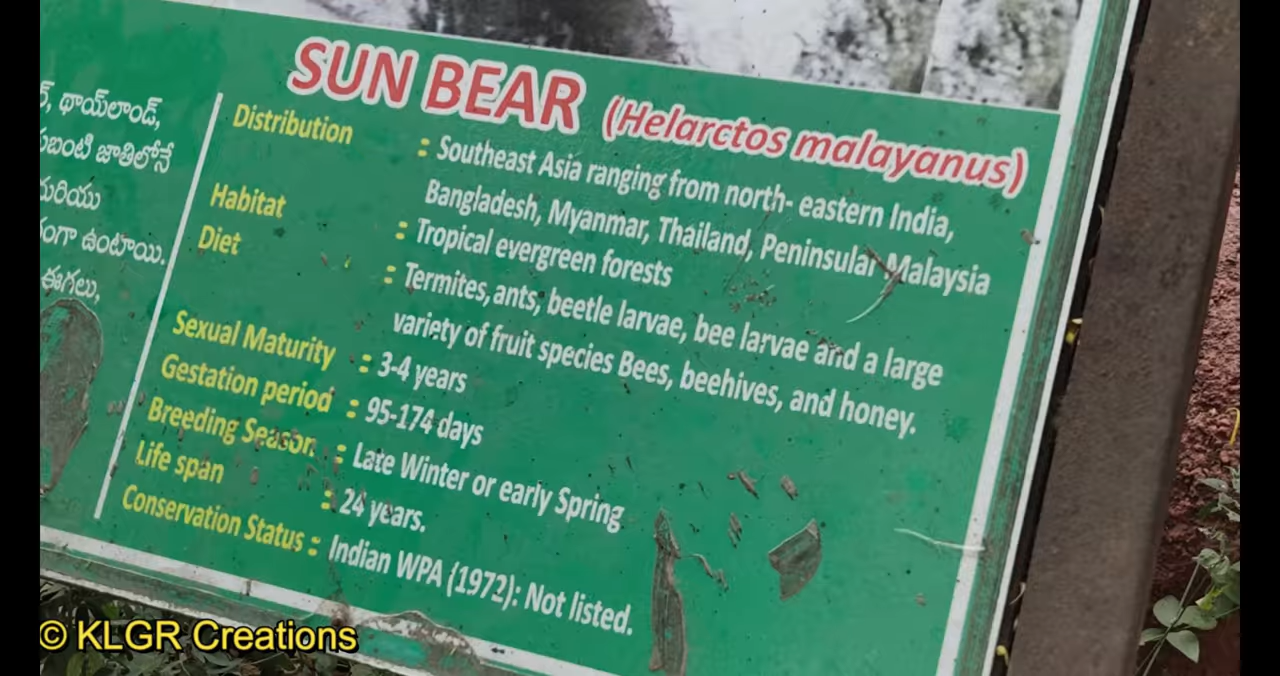 థాయ్‌లాండ్,
జాతిలోనే
మరియు
ఉంటాయి.
ఈగలు,
SUN BEAR (Helarctos malayanus)
Distribution : Southeast Asia ranging from north- eastern India,
Bangladesh, Myanmar, Thailand, Peninsular Malaysia
Habitat : Tropical evergreen forests
Diet : Termites, ants, beetle larvae, bee larvae and a large
variety of fruit species Bees, beehives, and honey.
Sexual Maturity : 3-4 years
Gestation period : 95-174 days
Breeding Season : Late Winter or early Spring
Life span : 24 years.
Conservation Status : Indian WPA (1972): Not listed.
© KLGR Creations